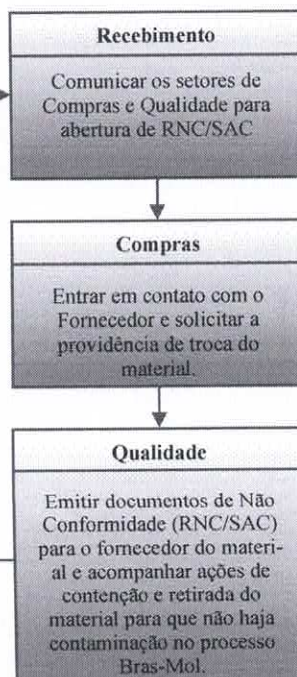 Recebimento
Comunicar os setores de
Compras e Qualidade para
abertura de RNC/SAC
Compras
Entrar em contato com o
Fornecedor e solicitar a
providência de troca do
material.
Qualidade
Emitir documentos de Não
Conformidade (RNC/SAC)
para o fornecedor do materi-
al e acompanhar ações de
contenção e retirada do
material para que não haja
contaminação no processo
Bras-Mol.